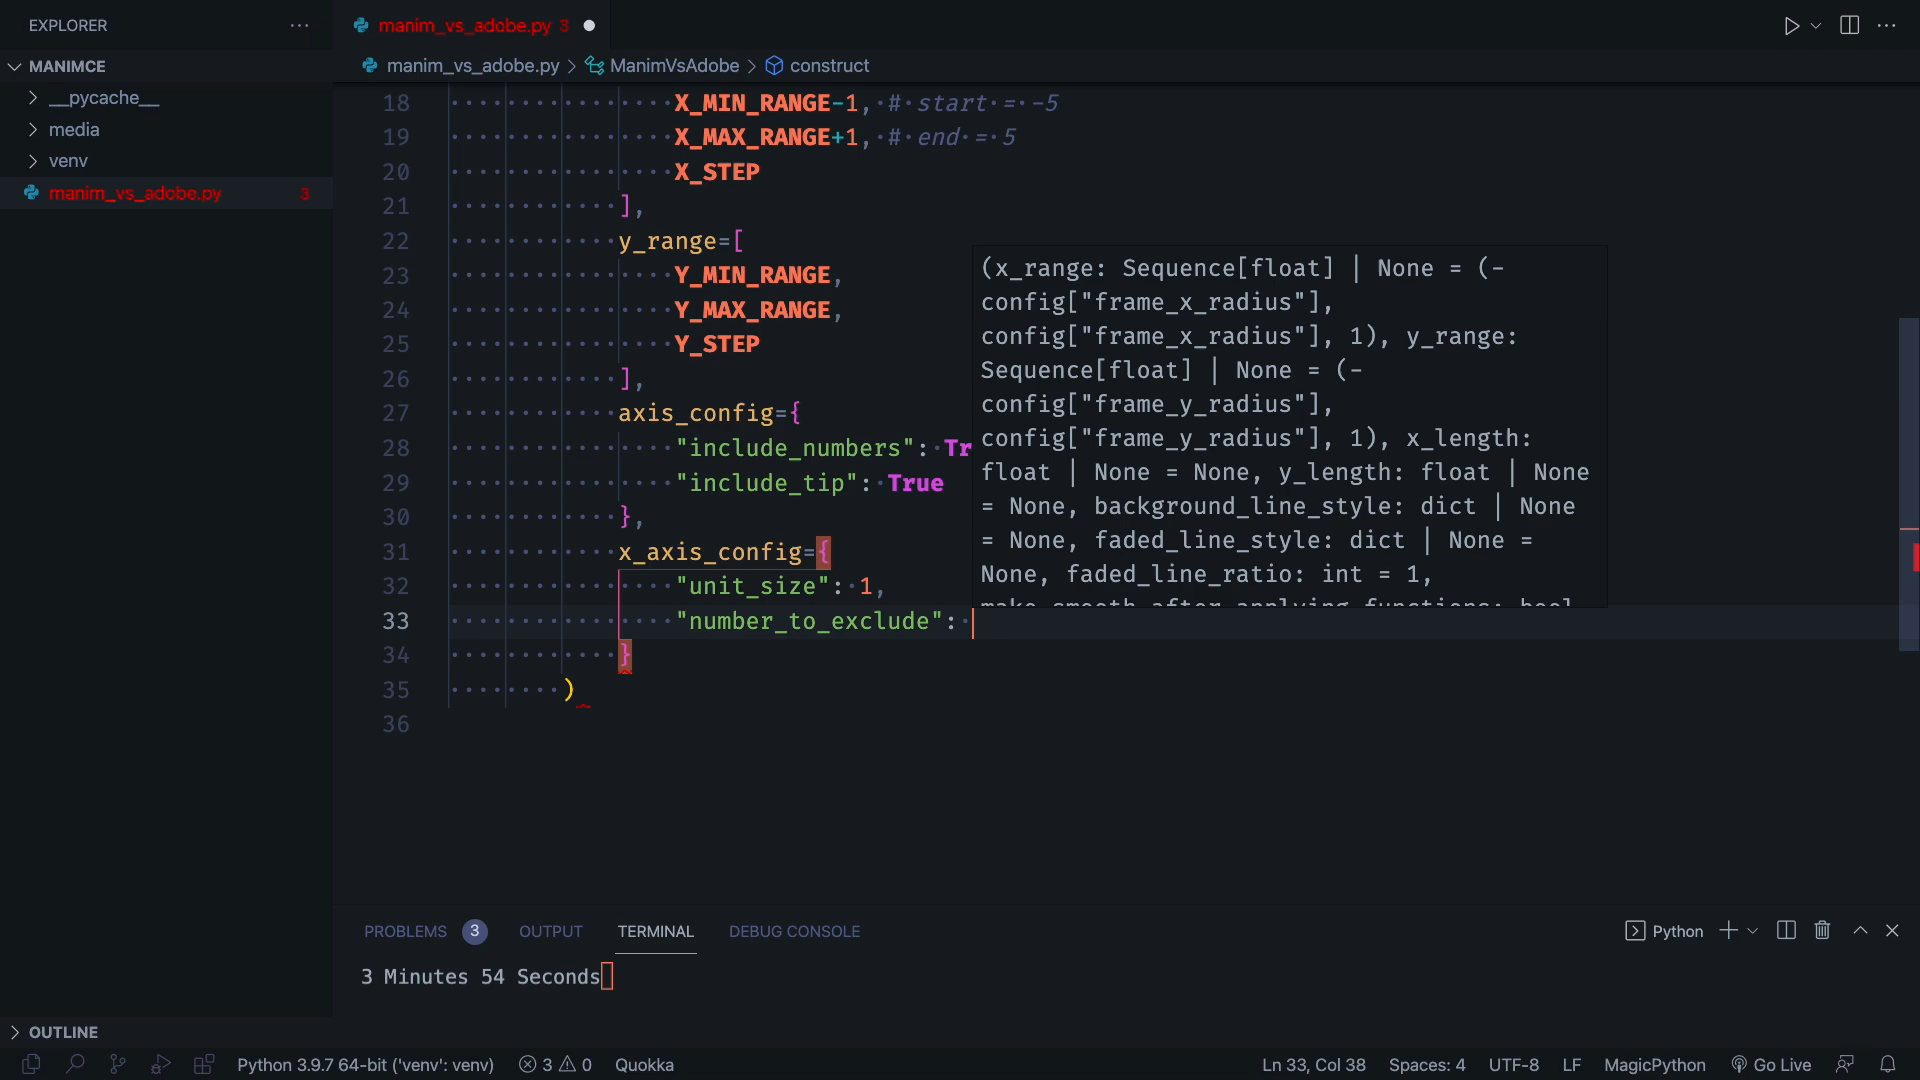 EXPLORER
manim_vs_adobe.py 3
MANIMCE
manim_vs_adobe.py > ManimVsAdobe > construct
__pycache__
media
venv
manim_vs_adobe.py 3
18 X_MIN_RANGE-1, # start = -5
19 X_MAX_RANGE+1, # end = 5
20 X_STEP
21 ],
22 y_range=[
23 Y_MIN_RANGE,
24 Y_MAX_RANGE,
25 Y_STEP
26 ],
27 axis_config={
28 "include_numbers": Tr
29 "include_tip": True
30 },
31 x_axis_config={
32 "unit_size": 1,
33 "number_to_exclude":
34 }
35 )
36
(x_range: Sequence[float] | None = (-
config["frame_x_radius"],
config["frame_x_radius"], 1), y_range:
Sequence[float] | None = (-
config["frame_y_radius"],
config["frame_y_radius"], 1), x_length:
float | None = None, y_length: float | None
= None, background_line_style: dict | None
= None, faded_line_style: dict | None =
None, faded_line_ratio: int = 1,
make_smooth_after_applying_functions: bool
PROBLEMS 3 OUTPUT TERMINAL DEBUG CONSOLE
Python
3 Minutes 54 Seconds
OUTLINE
Python 3.9.7 64-bit ('venv': venv) 3 0 Quokka
Ln 33, Col 38 Spaces: 4 UTF-8 LF MagicPython Go Live